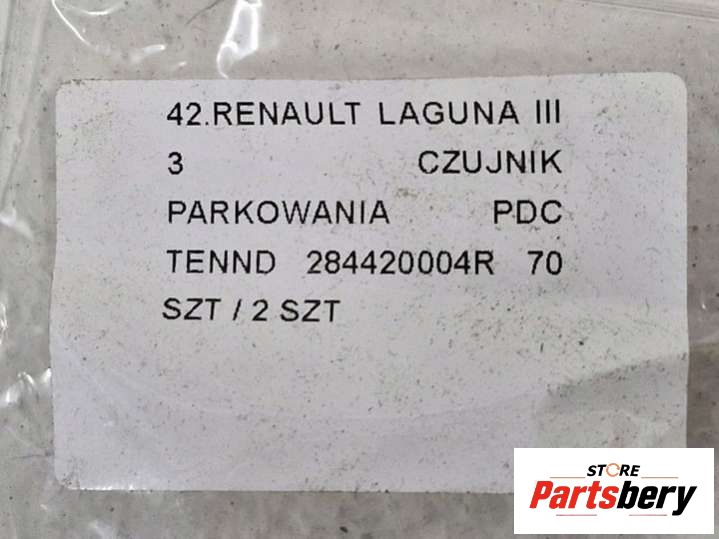 42.RENAULT LAGUNA III
3 CZUJNIK
PARKOWANIA PDC
TENND 284420004R 70
SZT / 2 SZT
STORE
Partsbery